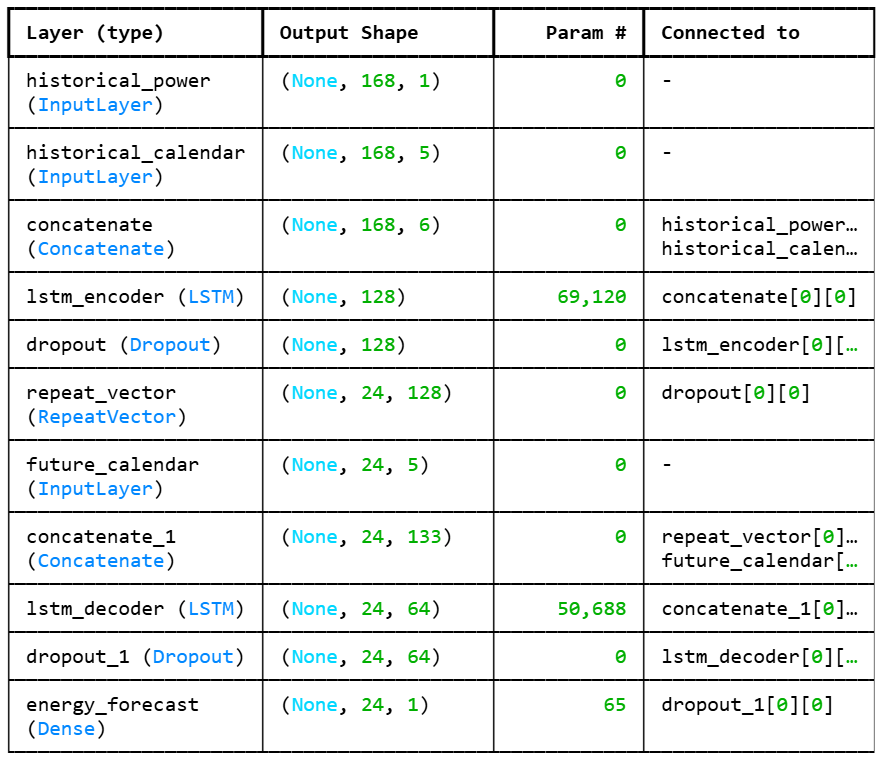 Layer (type) Output Shape Param # Connected to
historical_power (None, 168, 1) 0 -
(InputLayer)
historical_calendar (None, 168, 5) 0 -
(InputLayer)
concatenate (None, 168, 6) 0 historical_power…
(Concatenate) historical_calen…
lstm_encoder (LSTM) (None, 128) 69,120 concatenate[0][0]
dropout (Dropout) (None, 128) 0 lstm_encoder[0][…
repeat_vector (None, 24, 128) 0 dropout[0][0]
(RepeatVector)
future_calendar (None, 24, 5) 0 -
(InputLayer)
concatenate_1 (None, 24, 133) 0 repeat_vector[0]…
(Concatenate) future_calendar[…
lstm_decoder (LSTM) (None, 24, 64) 50,688 concatenate_1[0]…
dropout_1 (Dropout) (None, 24, 64) 0 lstm_decoder[0][…
energy_forecast (None, 24, 1) 65 dropout_1[0][0]
(Dense)